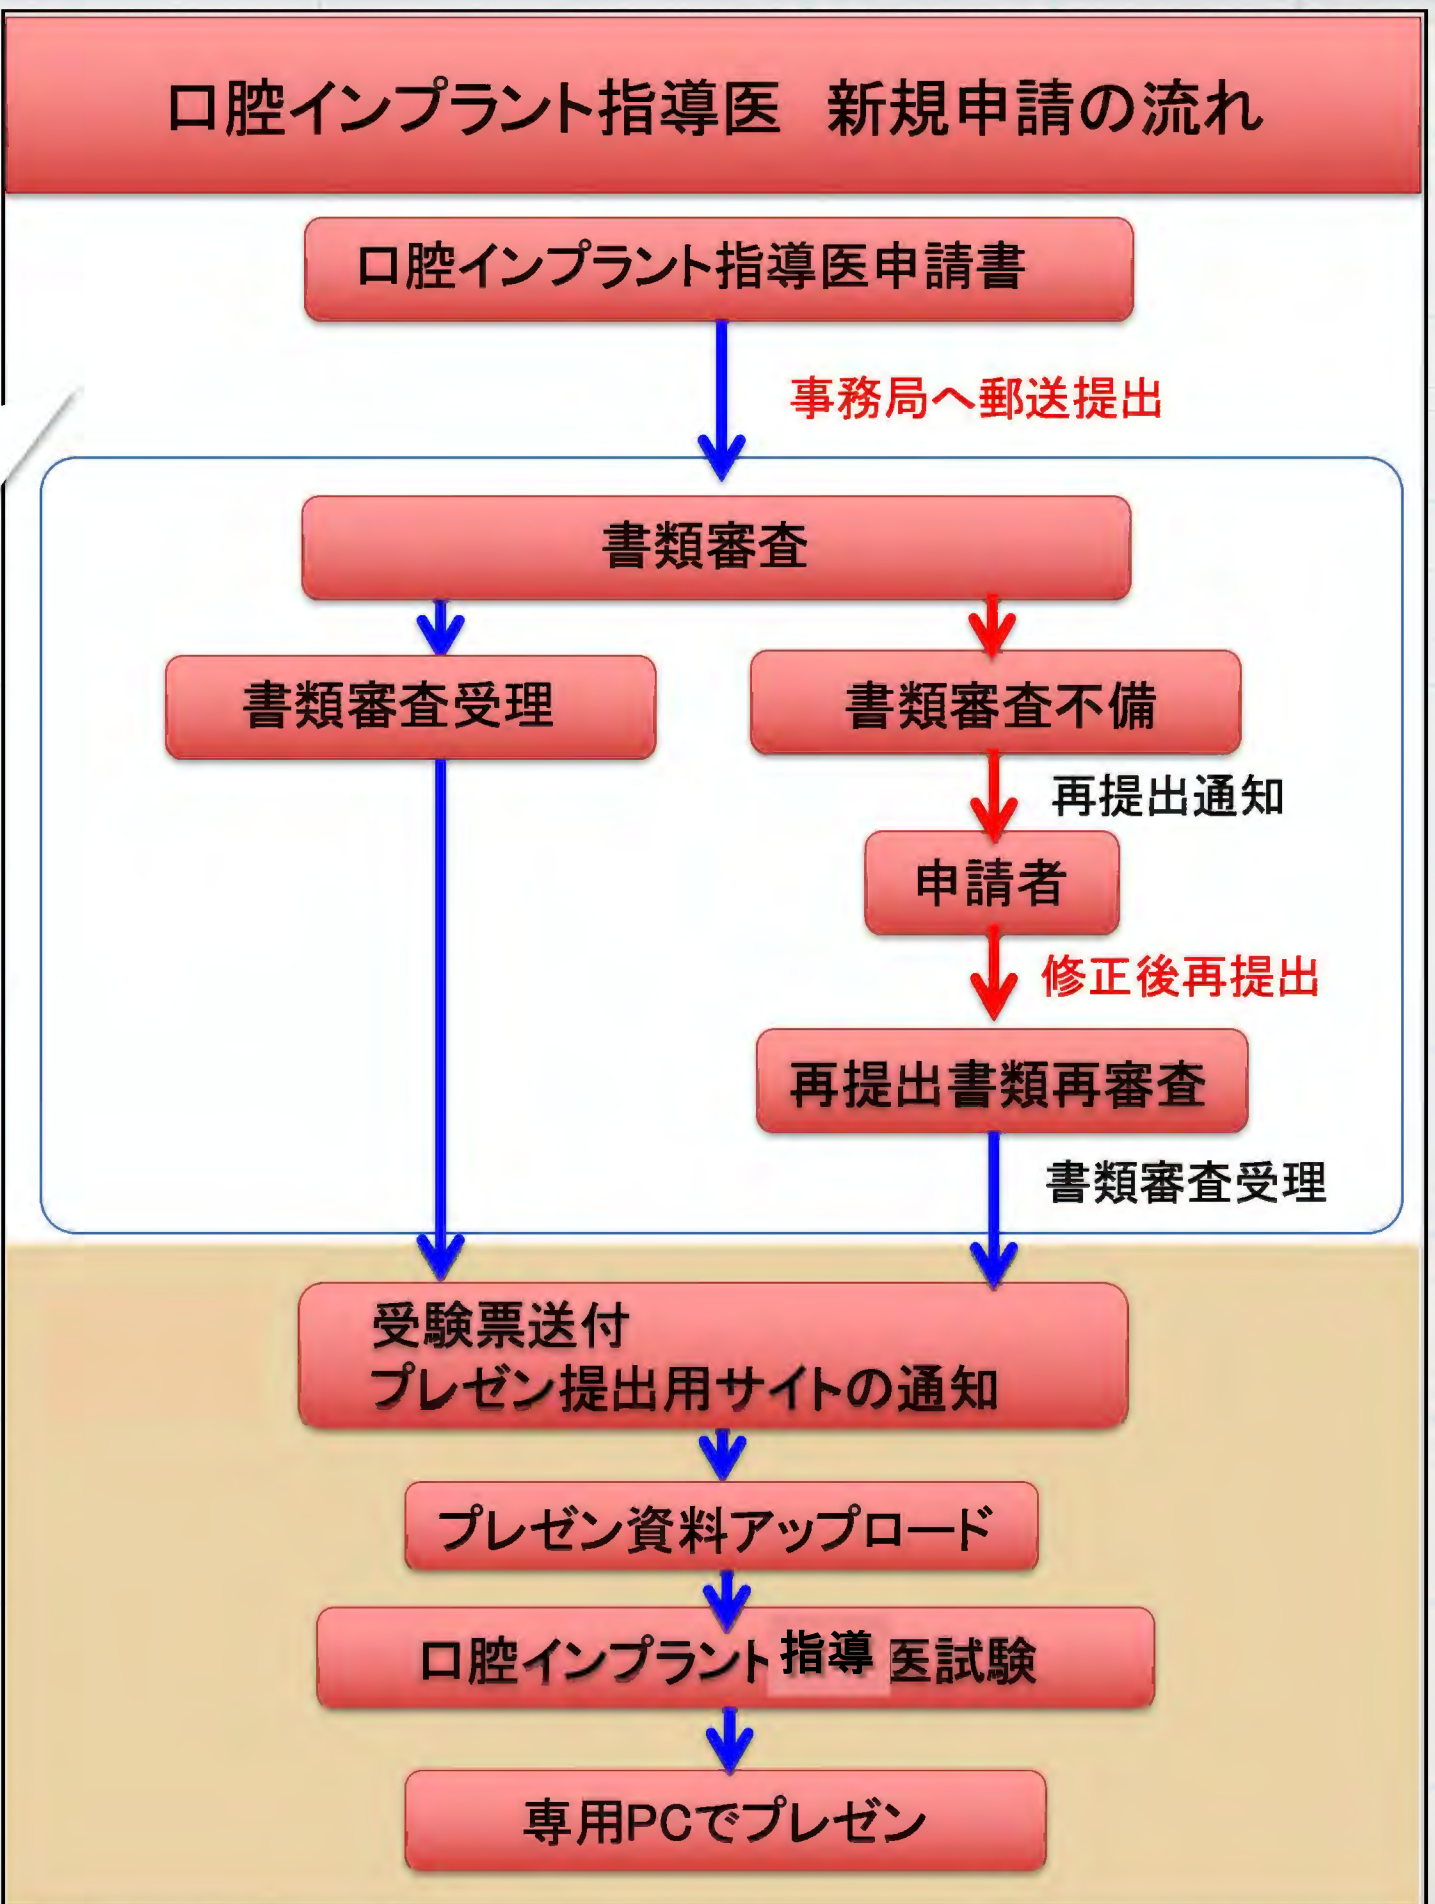 口腔インプラント指導医　新規申請の流れ
口腔インプラント指導医申請書
事務局へ郵送提出
書類審査
書類審査受理
書類審査不備
再提出通知
申請者
修正後再提出
再提出書類再審査
書類審査受理
受験票送付
プレゼン提出用サイトの通知
プレゼン資料アップロード
口腔インプラント指導医試験
専用PCでプレゼン